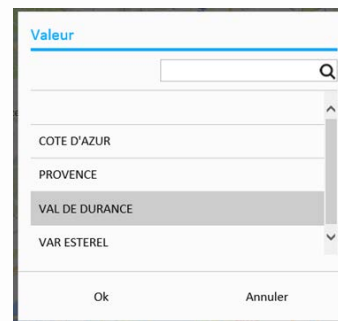 Valeur
COTE D'AZUR
PROVENCE
VAL DE DURANCE
VAR ESTEREL
Ok Annuler